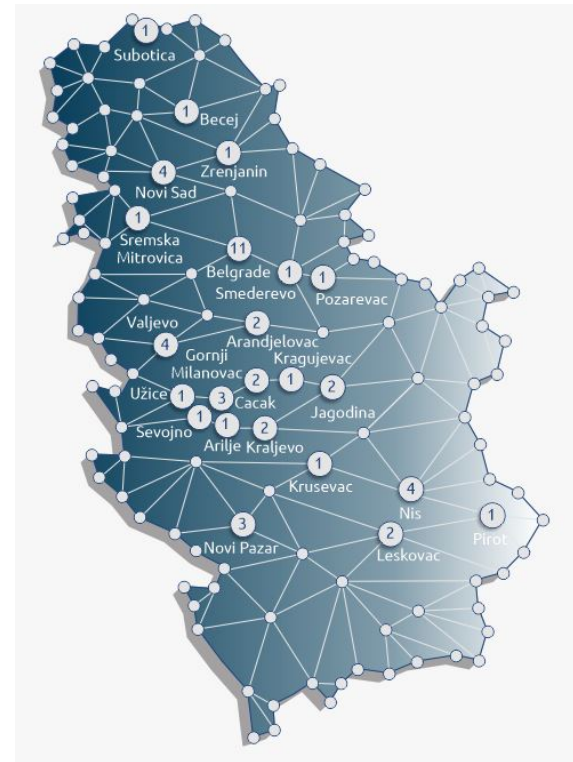 1
Subotica
1
Becej
1
Zrenjanin
4
Novi Sad
1
Sremska
Mitrovica
11
Belgrade
1
Smederevo
1
Pozarevac
2
Arandjelovac
Valjevo
4
Gornji
Milanovac
2
Kragujevac
1
2
Jagodina
Užice
1
3
Cacak
1
Sevojno
1
Arilje
2
Kraljevo
1
Krusevac
4
Nis
1
Pirot
3
Novi Pazar
2
Leskovac